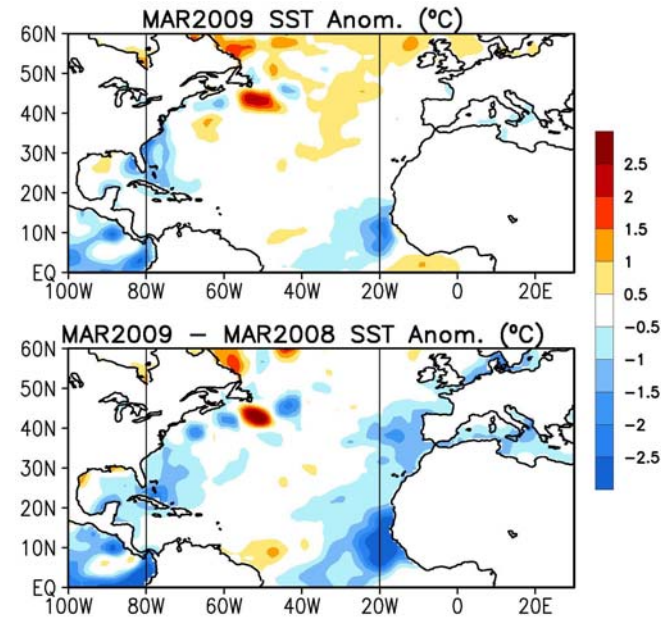 MAR2009 SST Anom. (ºC)
60N
50N
40N
30N
20N
10N
EQ
100W 80W 60W 40W 20W 0 20E
MAR2009 – MAR2008 SST Anom. (ºC)
60N
50N
40N
30N
20N
10N
EQ
100W 80W 60W 40W 20W 0 20E
2.5
2
1.5
1
0.5
−0.5
−1
−1.5
−2
−2.5